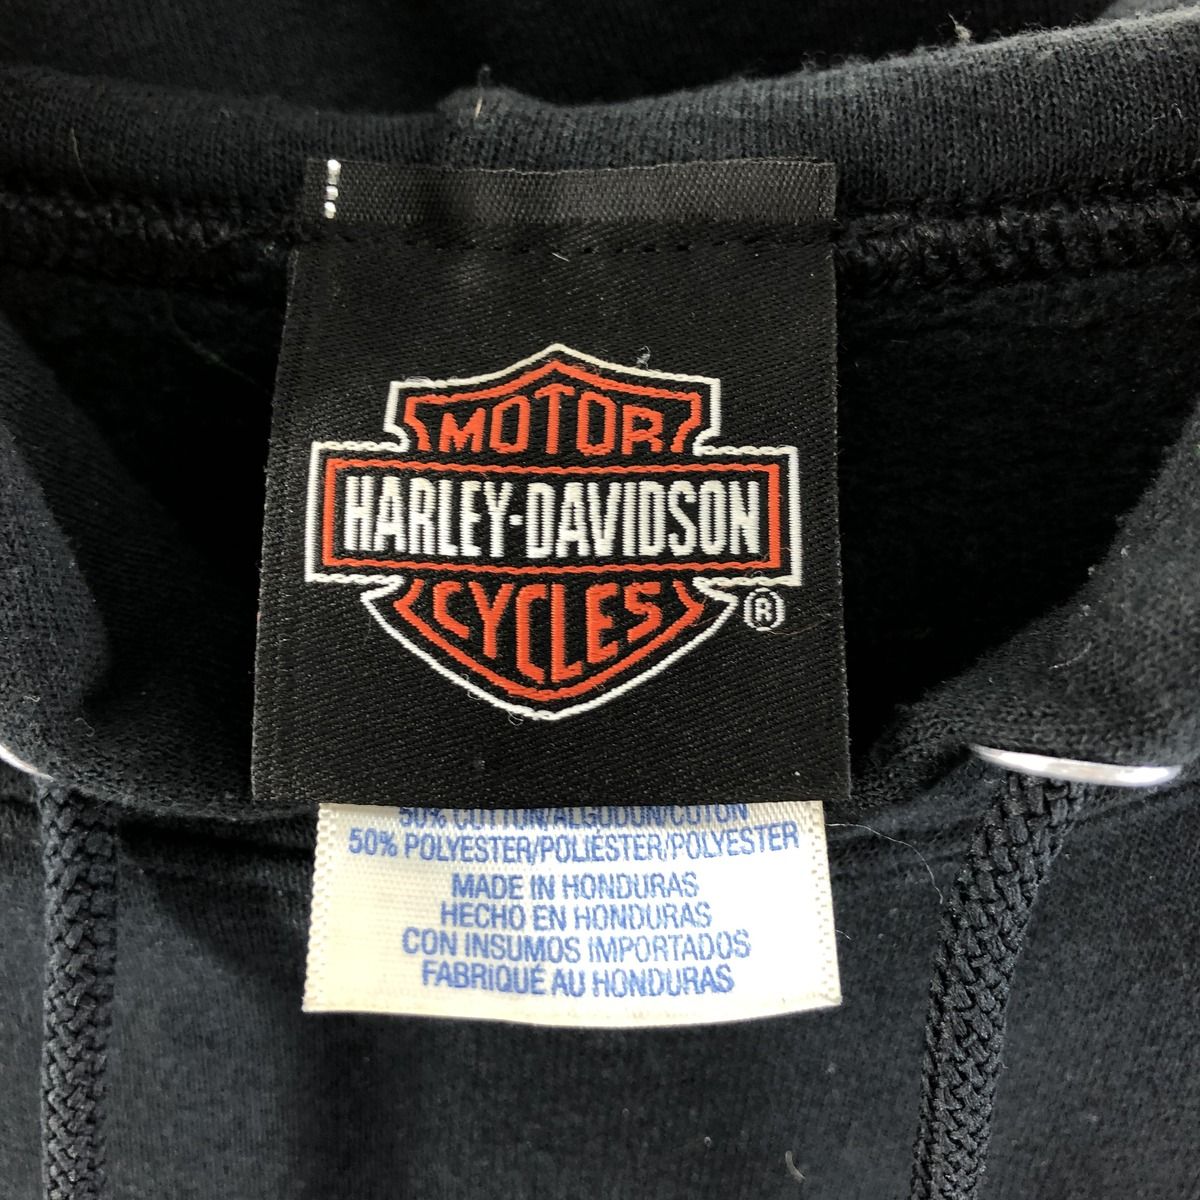 MOTOR
HARLEY-DAVIDSON
CYCLES ®
50% COTTON/ALGODON/COTON
50% POLYESTER/POLIÉSTER/POLYESTER
MADE IN HONDURAS
HECHO EN HONDURAS
CON INSUMOS IMPORTADOS
FABRIQUÉ AU HONDURAS